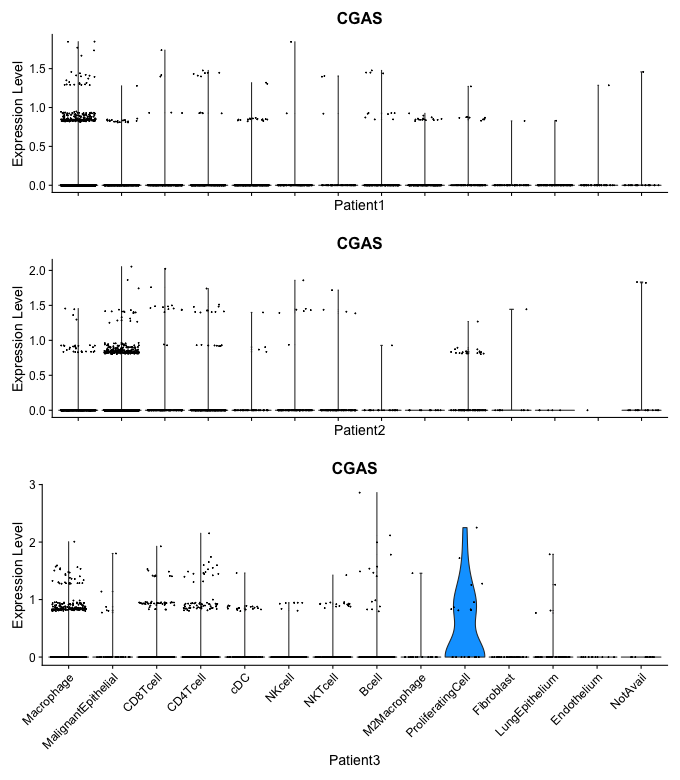 CGAS
Expression Level
1.5
1.0
0.5
0.0
Patient1
CGAS
Expression Level
2.0
1.5
1.0
0.5
0.0
Patient2
CGAS
Expression Level
3
2
1
0
Macrophage
MalignantEpithelial
CD8Tcell
CD4Tcell
cDC
NKcell
NKTcell
Bcell
M2Macrophage
ProliferatingCell
Fibroblast
LungEpithelium
Endothelium
NotAvail
Patient3